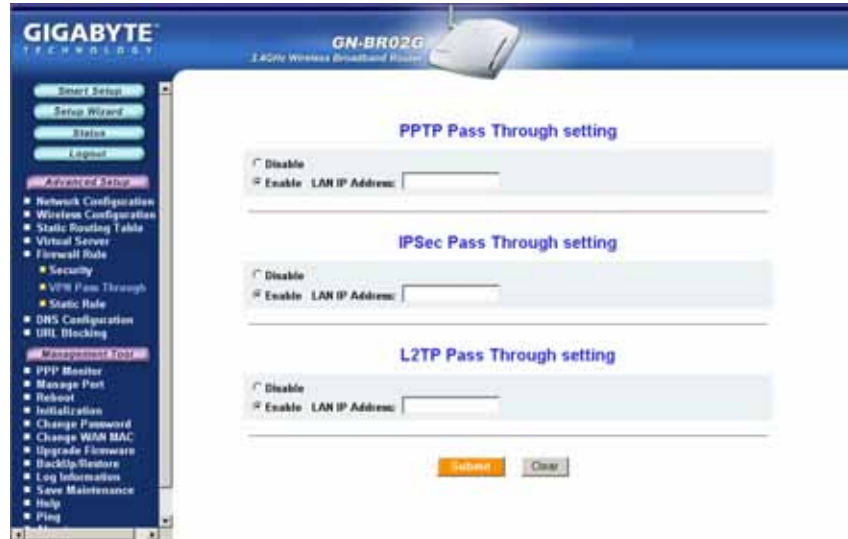 GIGABYTE
TECHNOLOGY
GN-BR02G
2.4GHz Wireless Broadband Router
Smart Setup
Setup Wizard
Status
Logout
Advanced Setup
Network Configuration
Wireless Configuration
Static Routing Table
Virtual Server
Firewall Rule
Security
VPN Pass Through
Static Rule
DNS Configuration
URL Blocking
Management Tool
PPP Monitor
Manage Port
Reboot
Initialization
Change Password
Change WAN MAC
Upgrade Firmware
BackUp/Restore
Log Information
Save Maintenance
Help
Ping
PPTP Pass Through setting
Disable
Enable LAN IP Address:
IPSec Pass Through setting
Disable
Enable LAN IP Address:
L2TP Pass Through setting
Disable
Enable LAN IP Address:
Submit Clear